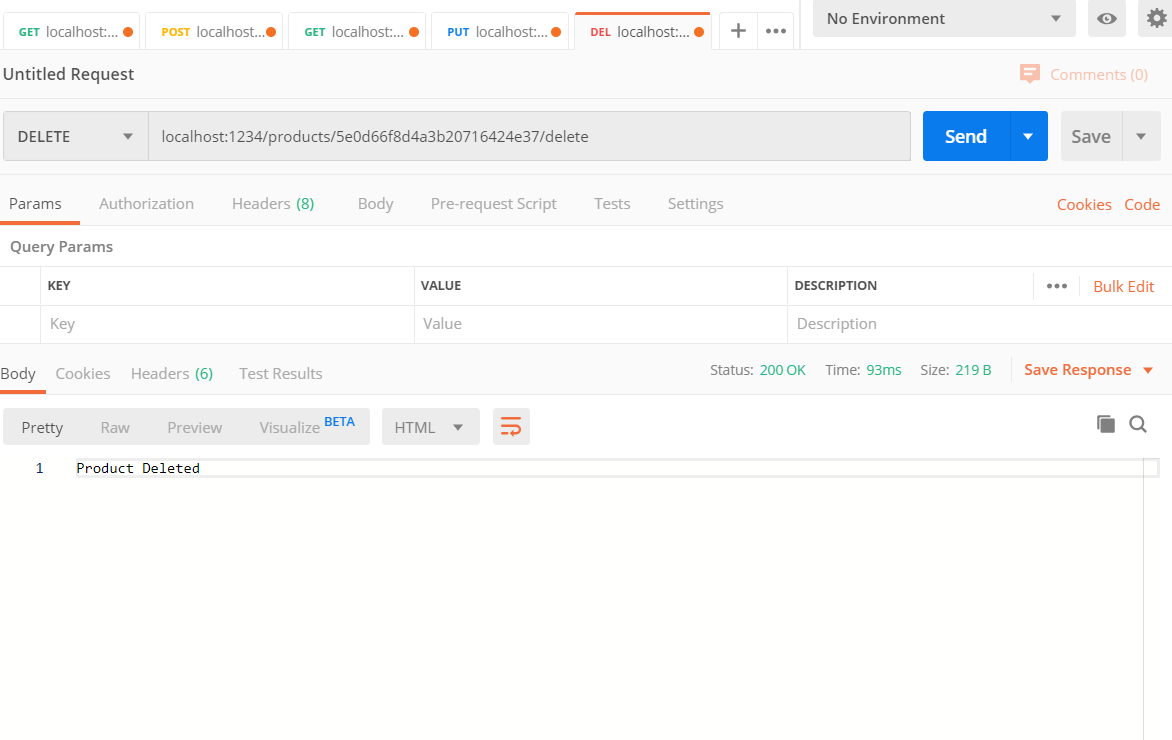 GET localhost:... POST localhost... GET localhost:... PUT localhost:... DEL localhost:... + ••• No Environment
Untitled Request Comments (0)
DELETE localhost:1234/products/5e0d66f8d4a3b20716424e37/delete Send Save
Params Authorization Headers (8) Body Pre-request Script Tests Settings Cookies Code
Query Params
KEY VALUE DESCRIPTION ••• Bulk Edit
Key Value Description
Body Cookies Headers (6) Test Results Status: 200 OK Time: 93ms Size: 219 B Save Response
Pretty Raw Preview Visualize BETA HTML
1 Product Deleted